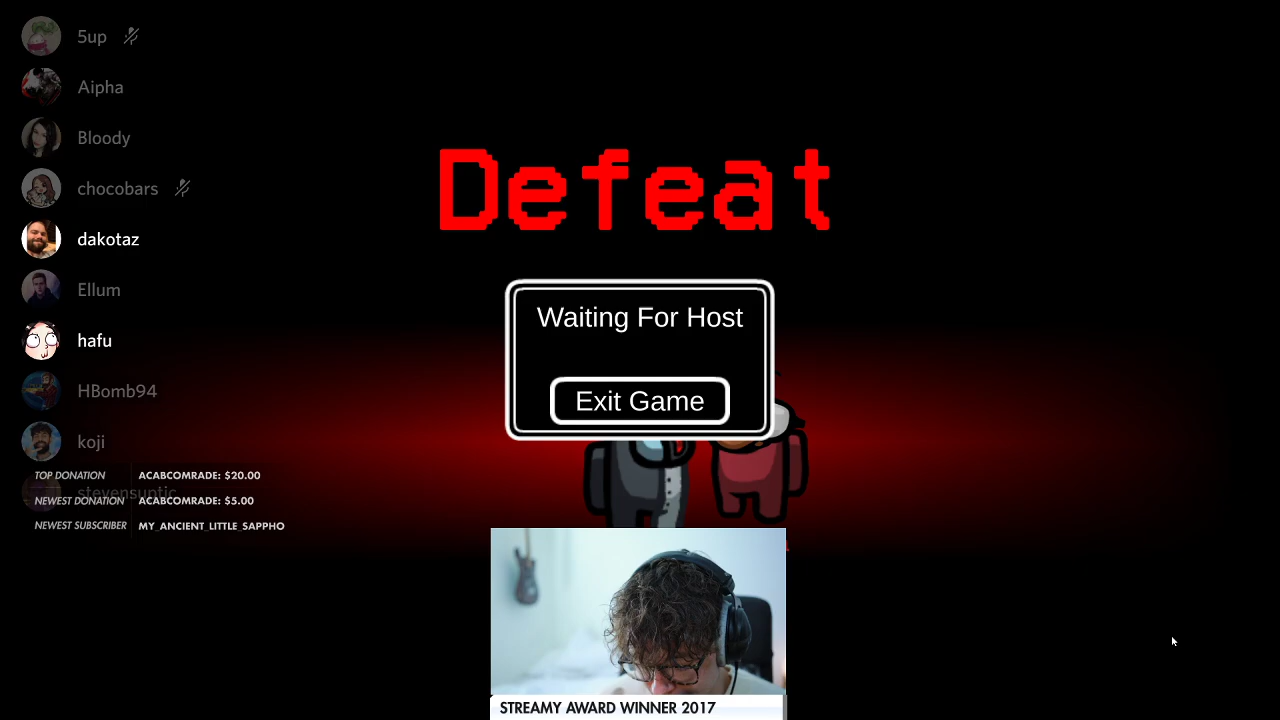 5up
Aipha
Bloody
chocobars
dakotaz
Ellum
hafu
HBomb94
koji
stevensuptic
Defeat
Waiting For Host
Exit Game
TOP DONATION ACABCOMRADE: $20.00
NEWEST DONATION ACABCOMRADE: $5.00
NEWEST SUBSCRIBER MY_ANCIENT_LITTLE_SAPPHO
STREAMY AWARD WINNER 2017